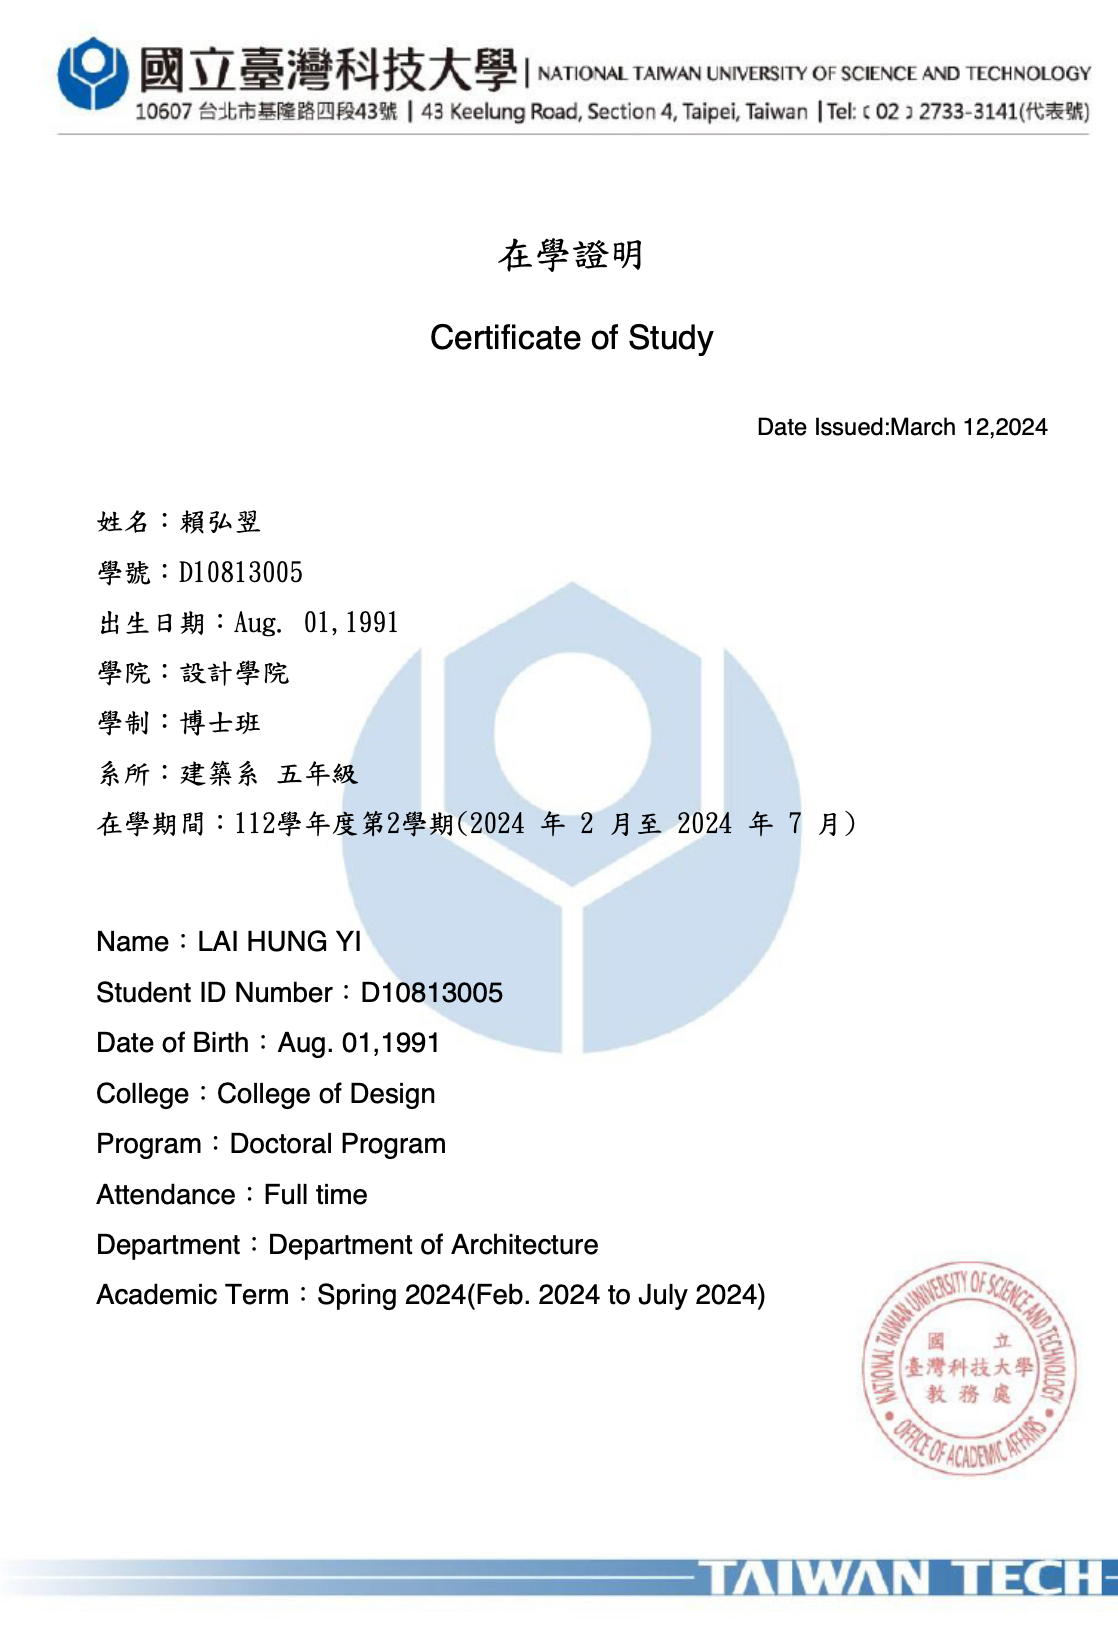 國立臺灣科技大學 | NATIONAL TAIWAN UNIVERSITY OF SCIENCE AND TECHNOLOGY
10607 台北市基隆路四段43號 | 43 Keelung Road, Section 4, Taipei, Taiwan | Tel:（02）2733-3141(代表號)
在學證明
Certificate of Study
Date Issued:March 12,2024
姓名：賴弘翌
學號：D10813005
出生日期：Aug. 01,1991
學院：設計學院
學制：博士班
系所：建築系 五年級
在學期間：112學年度第2學期(2024 年 2 月至 2024 年 7 月)
Name：LAI HUNG YI
Student ID Number：D10813005
Date of Birth：Aug. 01,1991
College：College of Design
Program：Doctoral Program
Attendance：Full time
Department：Department of Architecture
Academic Term：Spring 2024(Feb. 2024 to July 2024)
NATIONAL TAIWAN UNIVERSITY OF SCIENCE AND TECHNOLOGY
國立
臺灣科技大學
教務處
OFFICE OF ACADEMIC AFFAIRS
TAIWAN TECH